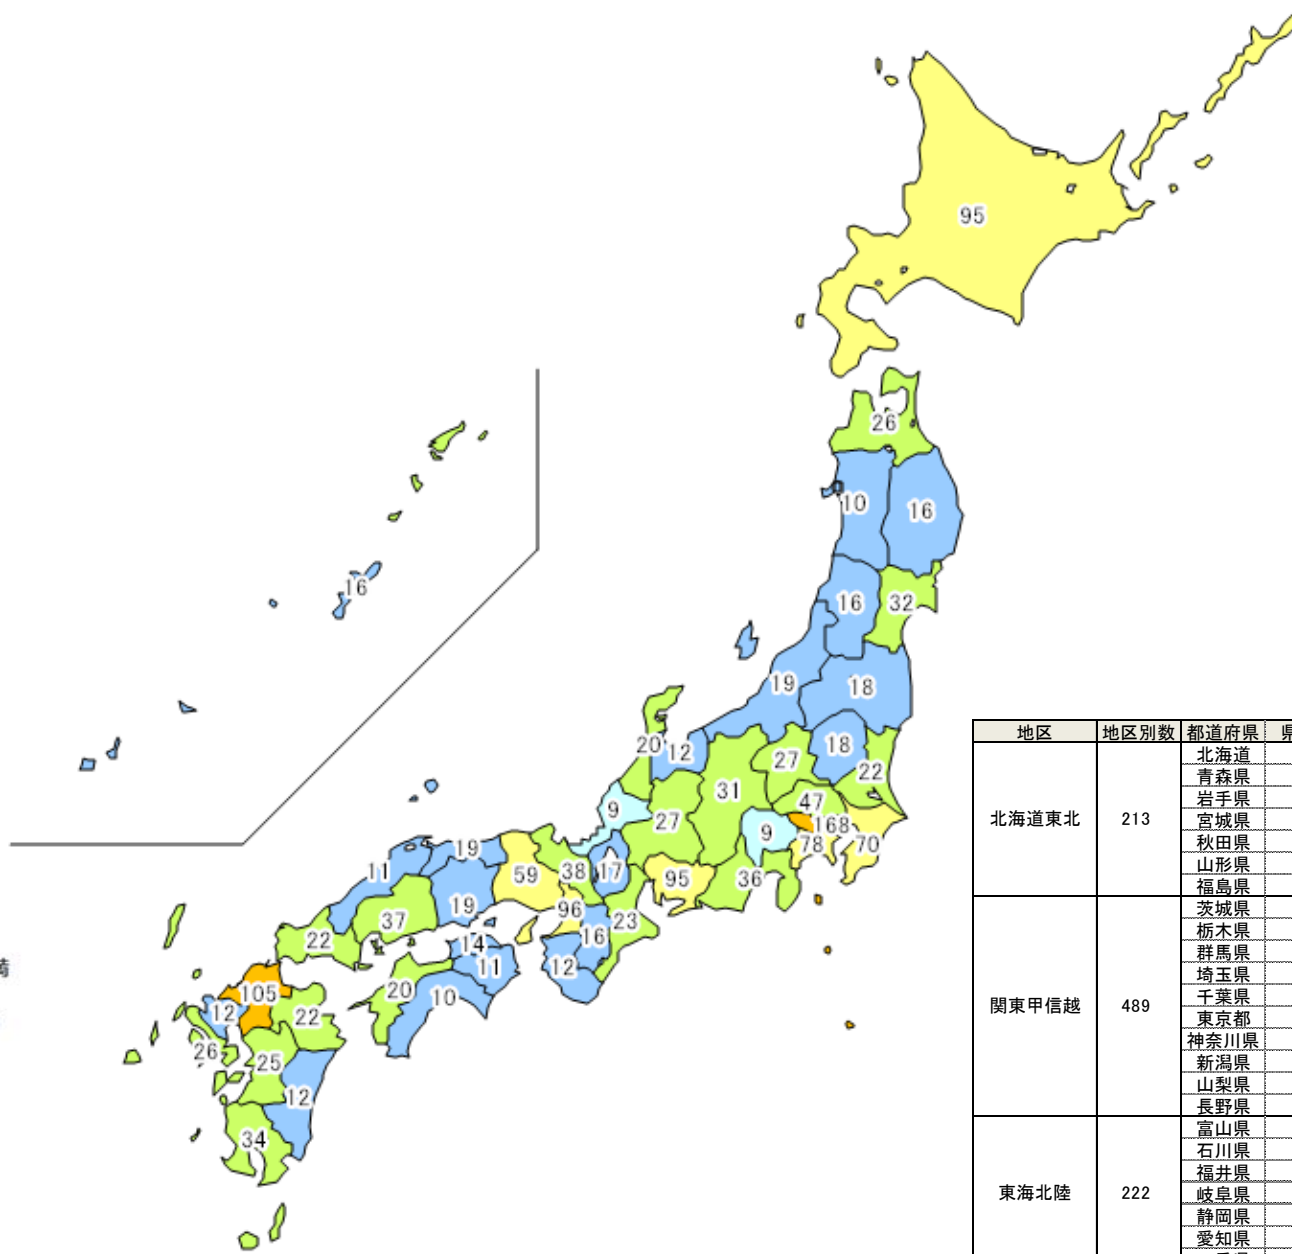 95
26
10
16
16
16
32
19
18
20
12
18
27
22
31
9
47
27
9
168
78
70
19
11
59
38
17
95
36
19
37
96
23
22
14
16
11
12
105
20
10
12
22
26
25
12
34
地区 地区別数 都道府県
北海道東北 213
北海道
青森県
岩手県
宮城県
秋田県
山形県
福島県
関東甲信越 489
茨城県
栃木県
群馬県
埼玉県
千葉県
東京都
神奈川県
新潟県
山梨県
長野県
東海北陸 222
富山県
石川県
福井県
岐阜県
静岡県
愛知県